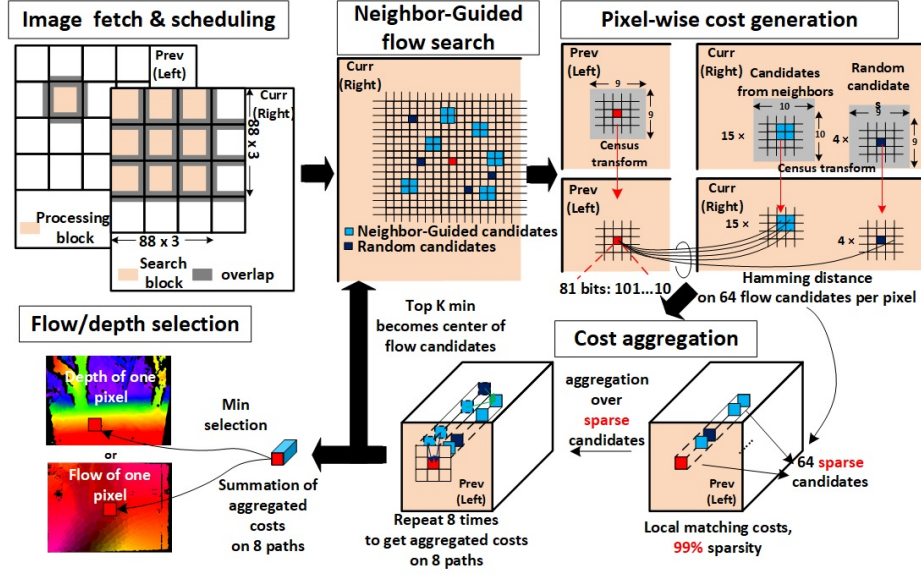 Image fetch & scheduling
Prev
(Left)
Curr
(Right)
88 x 3
Processing
block
88 x 3
Search
block
overlap
Neighbor-Guided
flow search
Curr
(Right)
Neighbor-Guided candidates
Random candidates
Pixel-wise cost generation
Prev
(Left)
9
9
Census
transform
Curr
(Right)
Candidates
from neighbors
10
10
15 ×
Random
candidate
s
9
9
4 ×
Census transform
Prev
(Left)
81 bits: 101...10
Curr
(Right)
15 ×
4 ×
Hamming distance
on 64 flow candidates per pixel
Flow/depth selection
Depth of one
pixel
or
Flow of one
pixel
Min
selection
Summation of
aggregated
costs
on 8 paths
Top K min
becomes center of
flow candidates
Cost aggregation
Prev
(Left)
Repeat 8 times
to get aggregated costs
on 8 paths
aggregation
over
sparse
candidates
Prev
(Left)
64 sparse
candidates
Local matching costs,
99% sparsity